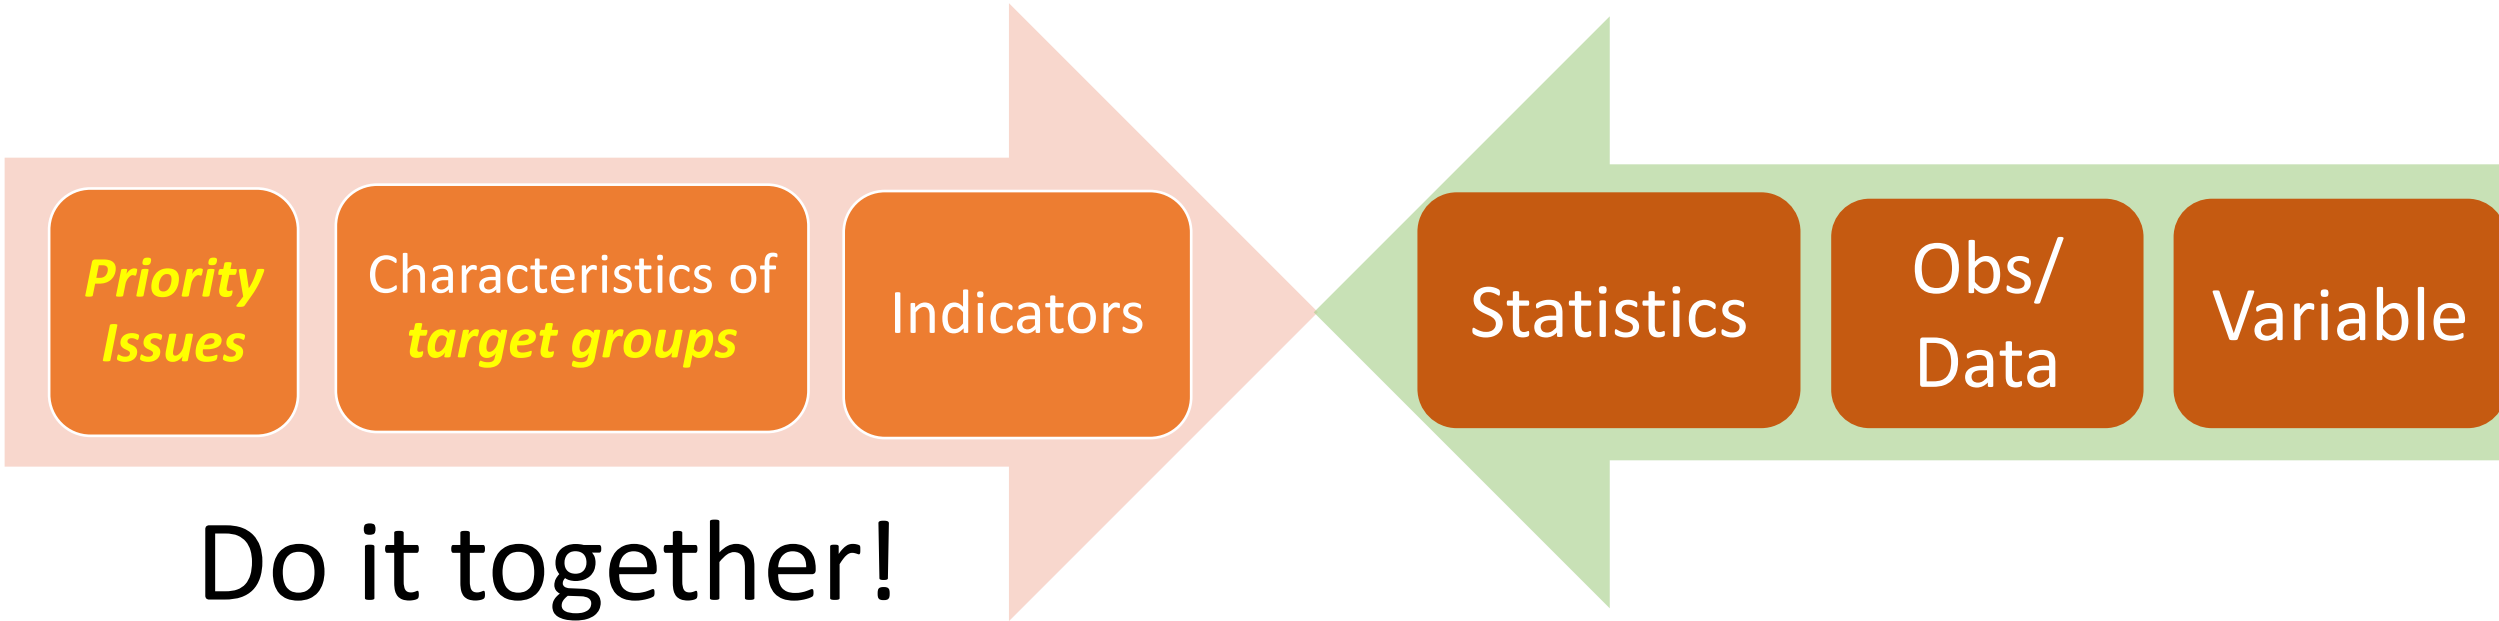 Priority
Issues
Characteristics of
target groups
Indicators
Statistics
Obs/
Data
Variable
Do it together!